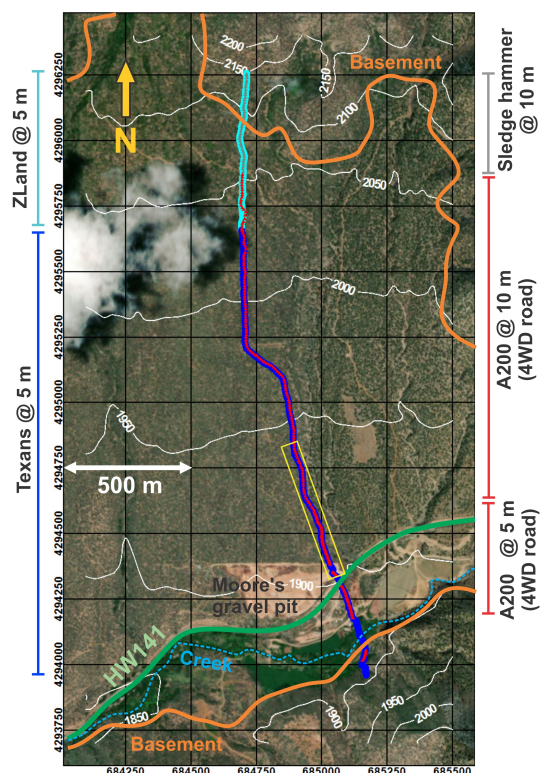 2200
2150
Basement
2150
2100
N
2050
2000
1950
500 m
Moore's
gravel pit
1900
HW141
Creek
1850
Basement
1900
1950
2000
ZLand @ 5 m
Texans @ 5 m
Sledge hammer
@ 10 m
A200 @ 10 m
(4WD road)
A200 @ 5 m
(4WD road)
4296250
4296000
4295750
4295500
4295250
4295000
4294750
4294500
4294250
4294000
4293750
684250
684500
684750
685000
685250
685500